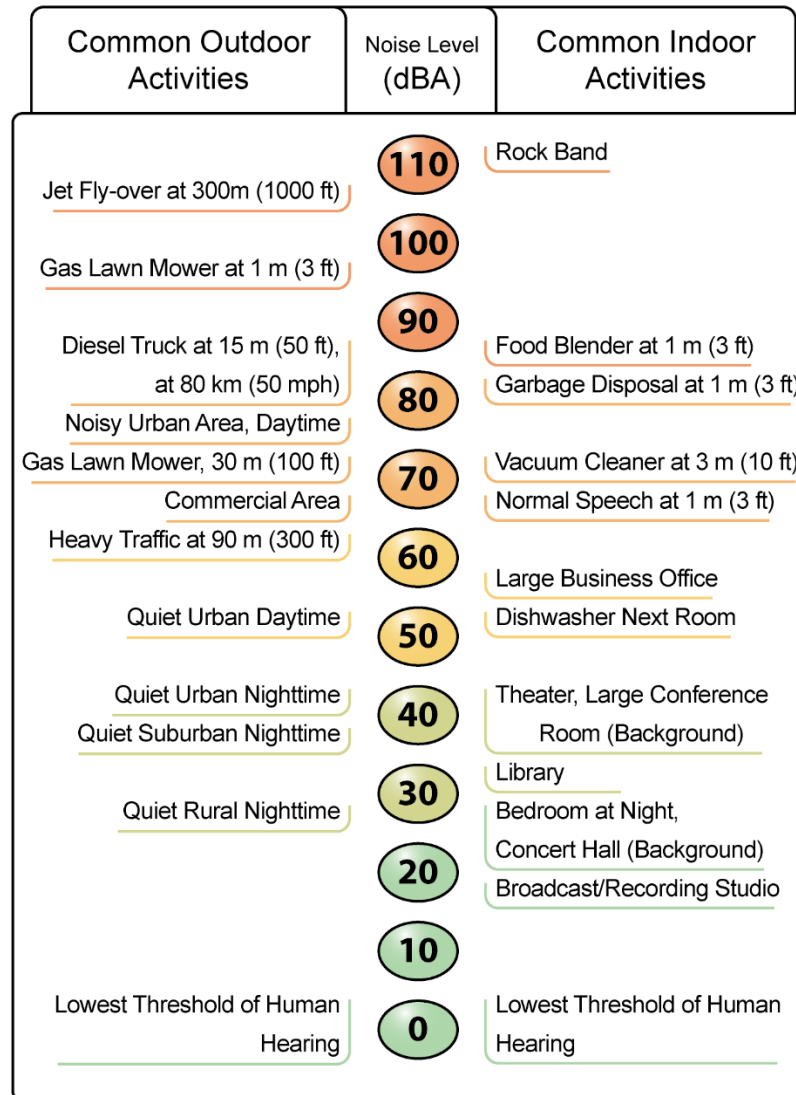 Common Outdoor
Activities
Noise Level
(dBA)
Common Indoor
Activities
110
Rock Band
Jet Fly-over at 300m (1000 ft)
100
Gas Lawn Mower at 1 m (3 ft)
90
Diesel Truck at 15 m (50 ft),
at 80 km (50 mph)
Food Blender at 1 m (3 ft)
80
Garbage Disposal at 1 m (3 ft)
Noisy Urban Area, Daytime
Gas Lawn Mower, 30 m (100 ft)
70
Vacuum Cleaner at 3 m (10 ft)
Commercial Area
Normal Speech at 1 m (3 ft)
Heavy Traffic at 90 m (300 ft)
60
Large Business Office
Quiet Urban Daytime
50
Dishwasher Next Room
Quiet Urban Nighttime
40
Theater, Large Conference
Room (Background)
Quiet Suburban Nighttime
Library
30
Quiet Rural Nighttime
Bedroom at Night,
Concert Hall (Background)
20
Broadcast/Recording Studio
10
Lowest Threshold of Human
Hearing
0
Lowest Threshold of Human
Hearing